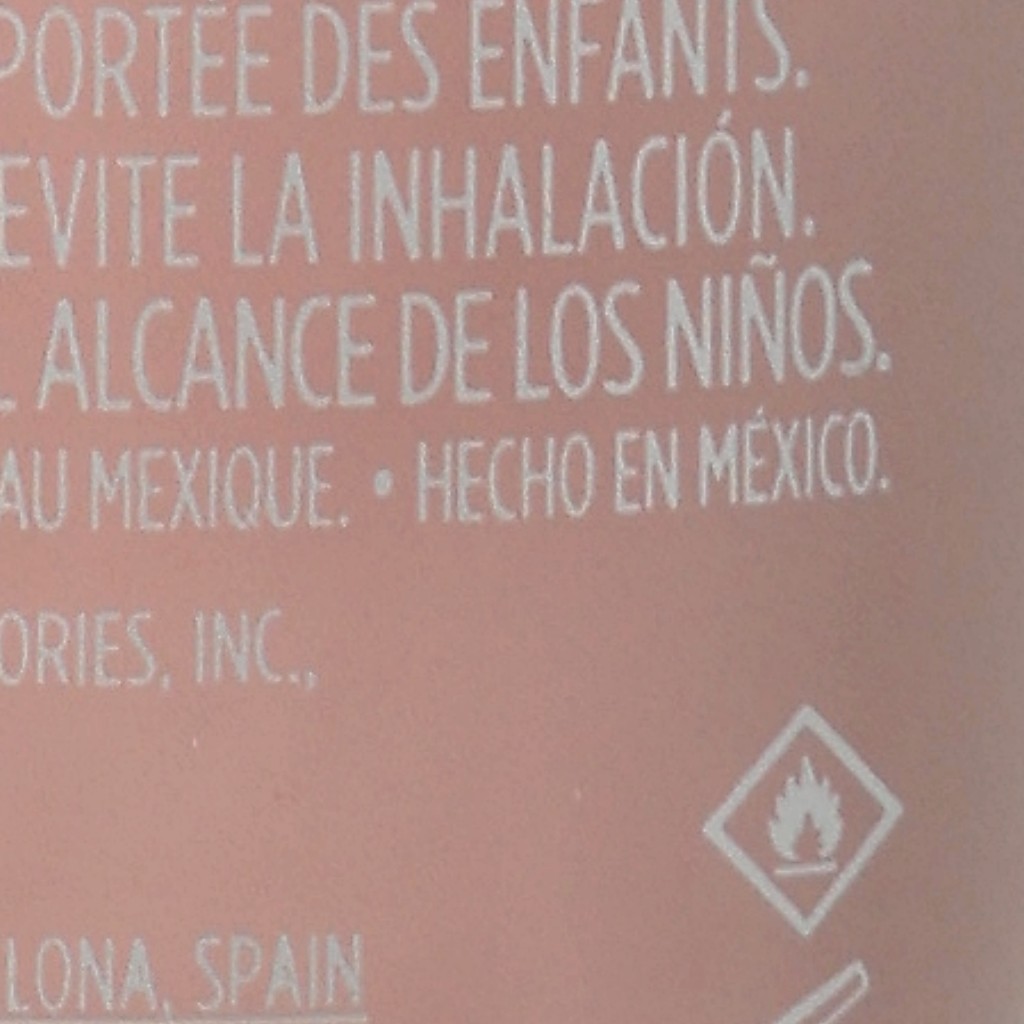 PORTÉE DES ENFANTS.
EVITE LA INHALACIÓN.
ALCANCE DE LOS NIÑOS.
AU MEXIQUE. • HECHO EN MÉXICO.
ORIES, INC.,
LONA, SPAIN